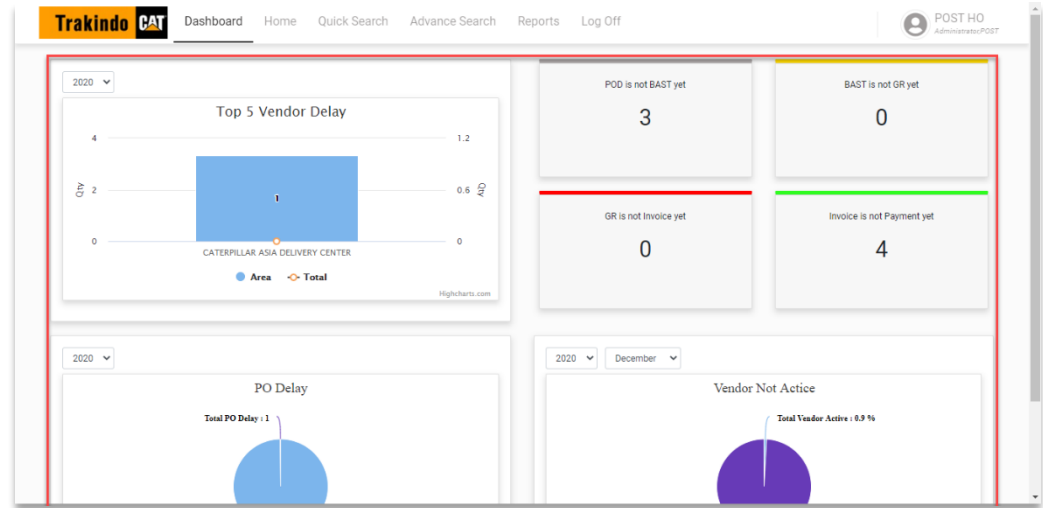 Trakindo CAT Dashboard Home Quick Search Advance Search Reports Log Off POST HO
AdministratorPOST
2020
Top 5 Vendor Delay
4 1.2
Qty 2 1 0.6 Qty
0 0
CATERPILLAR ASIA DELIVERY CENTER
Area Total
Highcharts.com
POD is not BAST yet
3
BAST is not GR yet
0
GR is not Invoice yet
0
Invoice is not Payment yet
4
2020
PO Delay
Total PO Delay : 1
2020 December
Vendor Not Actice
Total Vendor Active : 0.9 %